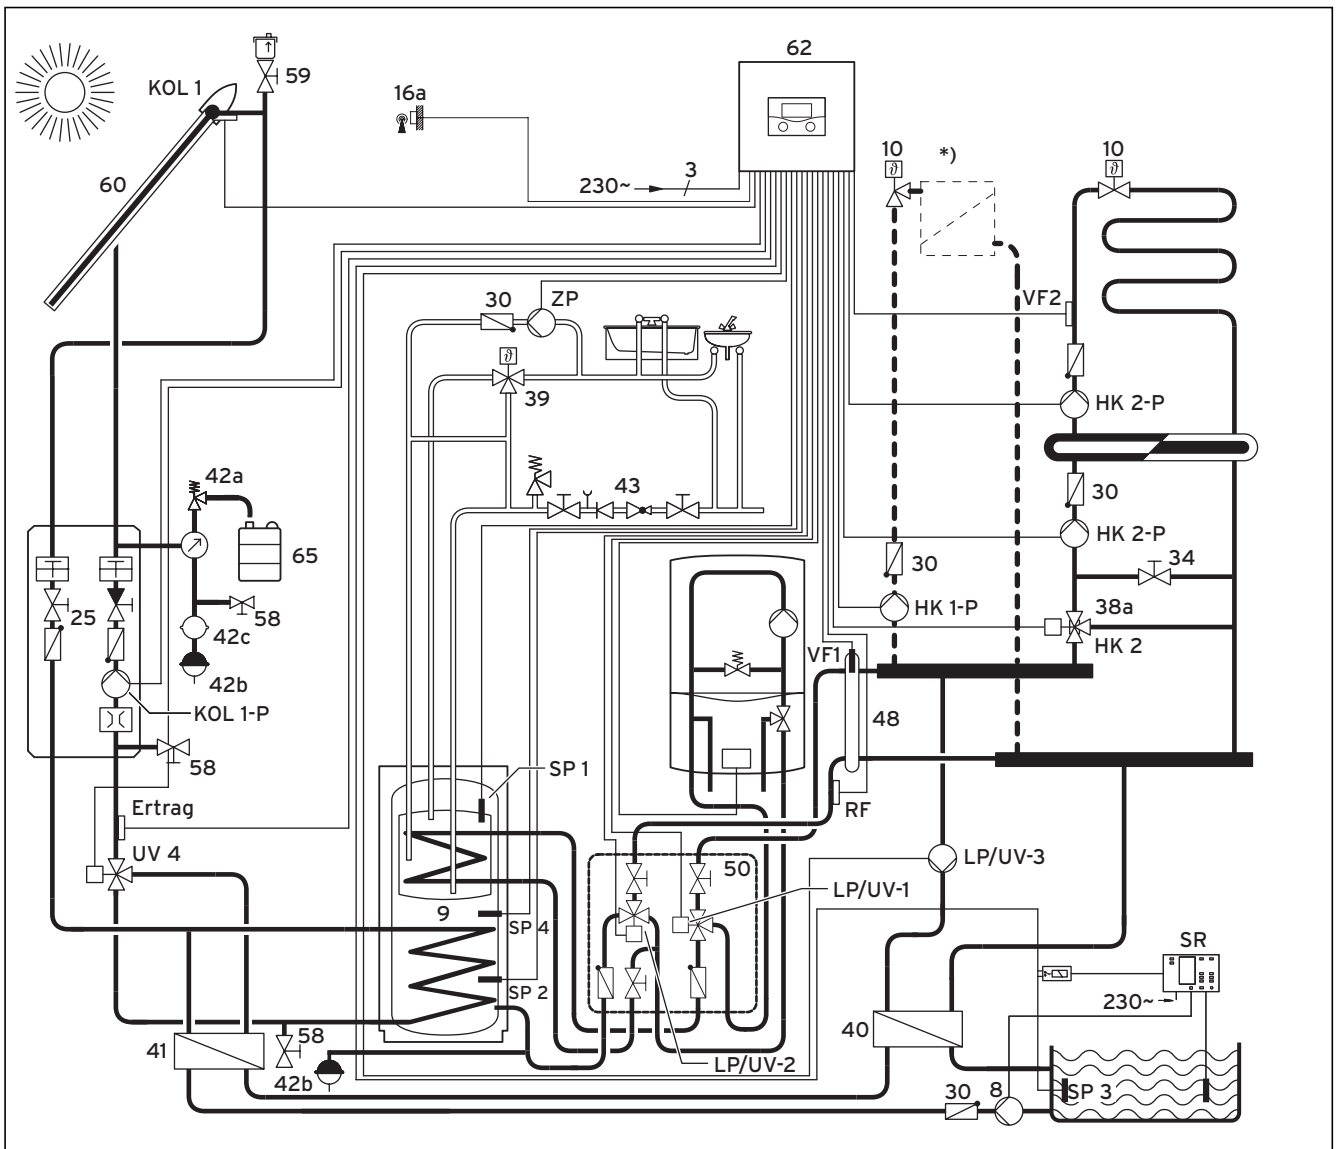 62
59
KOL 1
16a
10
*)
10
60
3
230~
ϑ
ϑ
30
ZP
VF2
ϑ
39
HK 2-P
42a
43
30
HK 2-P
65
30
34
25
58
38a
HK 1-P
42c
VF1
HK 2
42b
KOL 1-P
48
58
SP 1
Ertrag
RF
UV 4
50
LP/UV-3
LP/UV-1
9
SP 4
SR
SP 2
230~
58
40
41
42b
LP/UV-2
30
8
SP 3